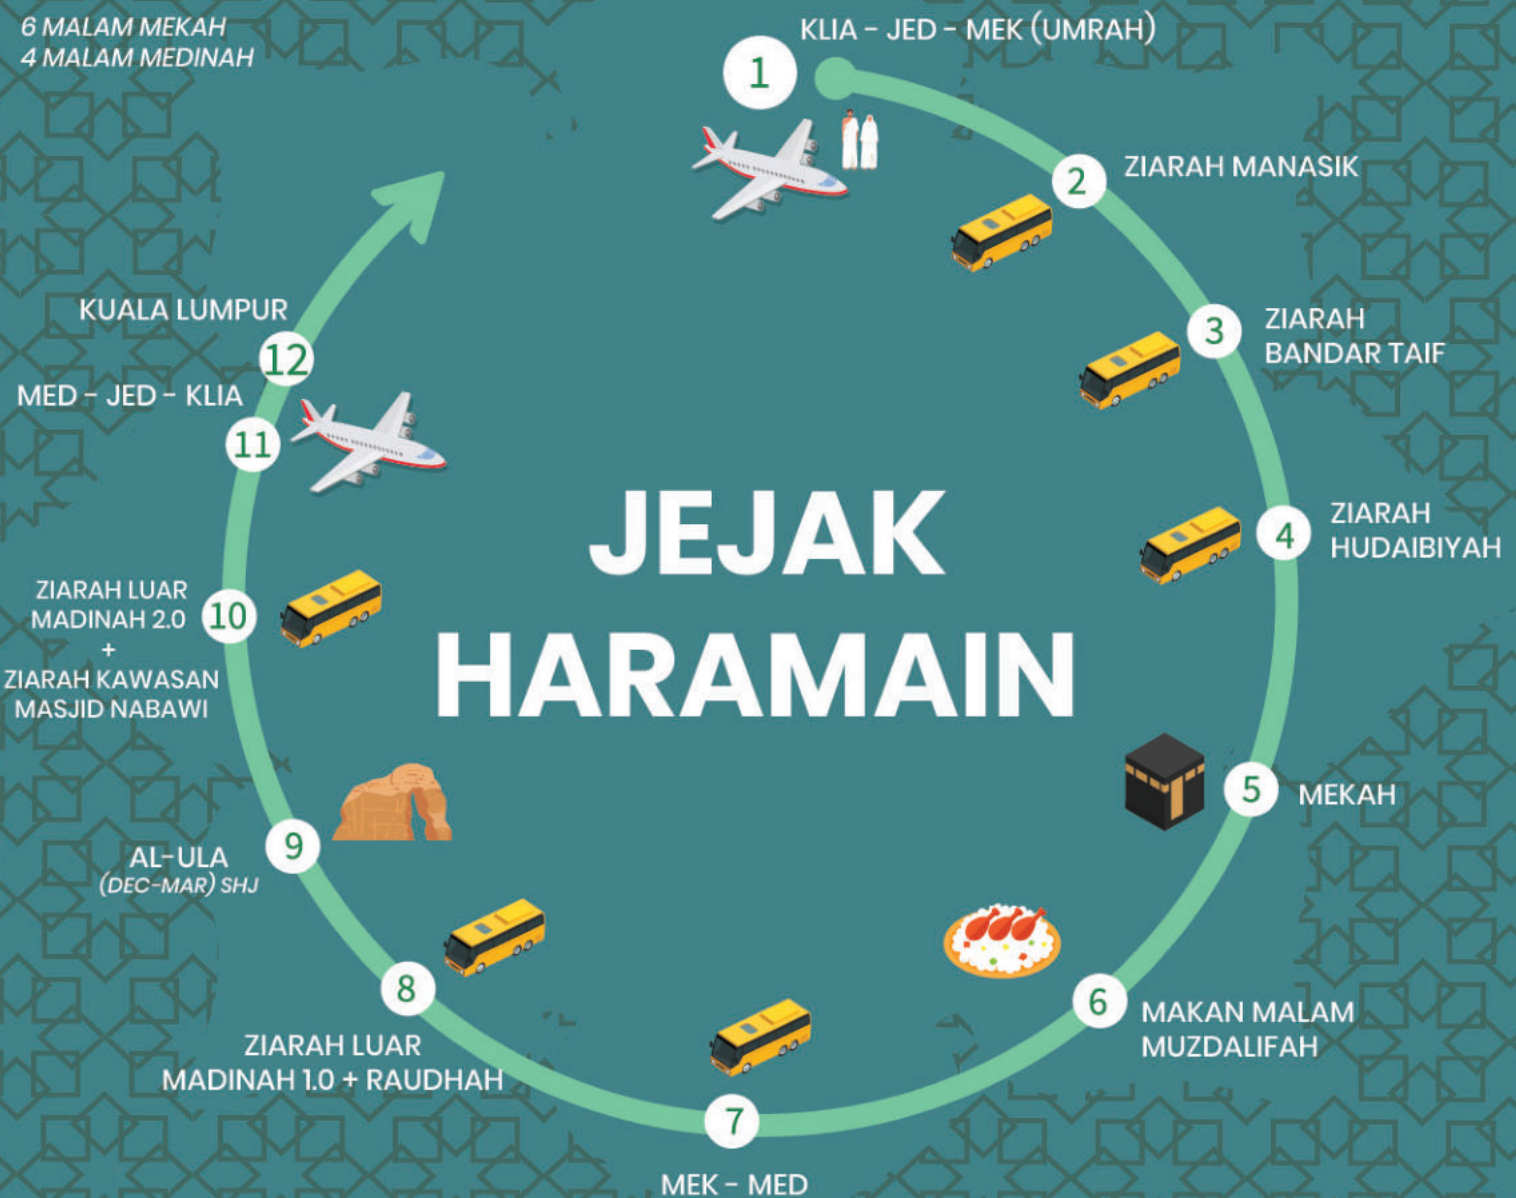 6 MALAM MEKAH
4 MALAM MEDINAH
JEJAK
HARAMAIN
1
KLIA - JED - MEK (UMRAH)
2
ZIARAH MANASIK
3
ZIARAH
BANDAR TAIF
4
ZIARAH
HUDAIBIYAH
5
MEKAH
6
MAKAN MALAM
MUZDALIFAH
7
MEK - MED
8
ZIARAH LUAR
MADINAH 1.0 + RAUDHAH
9
AL-ULA
(DEC-MAR) SHJ
10
ZIARAH LUAR
MADINAH 2.0
+
ZIARAH KAWASAN
MASJID NABAWI
11
MED - JED - KLIA
12
KUALA LUMPUR